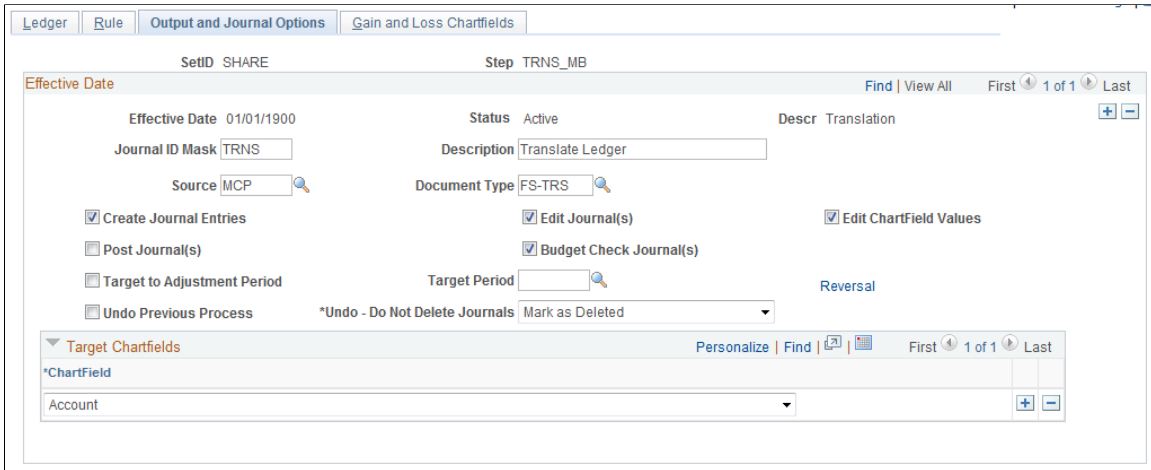 Ledger Rule Output and Journal Options Gain and Loss Chartfields
SetID SHARE Step TRNS_MB
Effective Date Find | View All First 1 of 1 Last
Effective Date 01/01/1900 Status Active Descr Translation
Journal ID Mask TRNS Description Translate Ledger
Source MCP Document Type FS-TRS
Create Journal Entries Edit Journal(s) Edit ChartField Values
Post Journal(s) Budget Check Journal(s)
Target to Adjustment Period Target Period Reversal
Undo Previous Process *Undo - Do Not Delete Journals Mark as Deleted
Target Chartfields Personalize | Find | | First 1 of 1 Last
*ChartField
Account